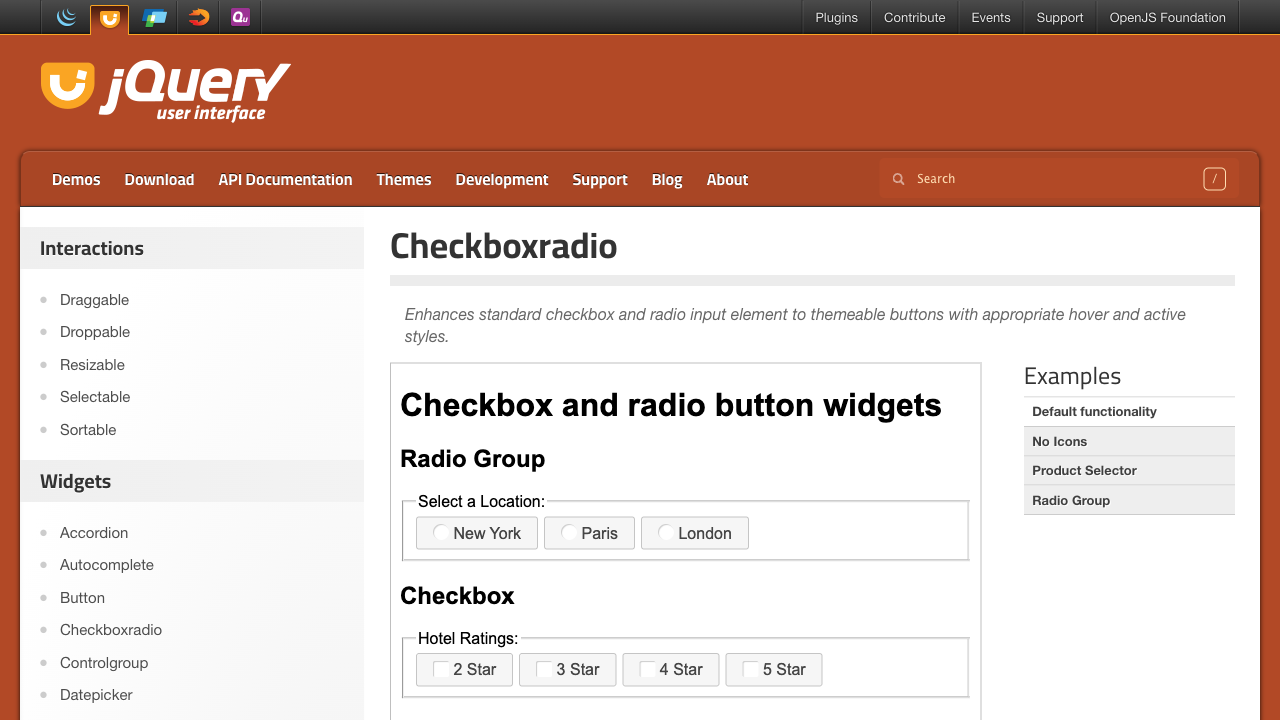 Plugins Contribute Events Support OpenJS Foundation
jQuery
user interface
Demos Download API Documentation Themes Development Support Blog About Search /
Interactions
Draggable
Droppable
Resizable
Selectable
Sortable
Widgets
Accordion
Autocomplete
Button
Checkboxradio
Controlgroup
Datepicker
Checkboxradio
Enhances standard checkbox and radio input element to themeable buttons with appropriate hover and active
styles.
Checkbox and radio button widgets
Radio Group
Select a Location:
New York Paris London
Checkbox
Hotel Ratings:
2 Star 3 Star 4 Star 5 Star
Examples
Default functionality
No Icons
Product Selector
Radio Group